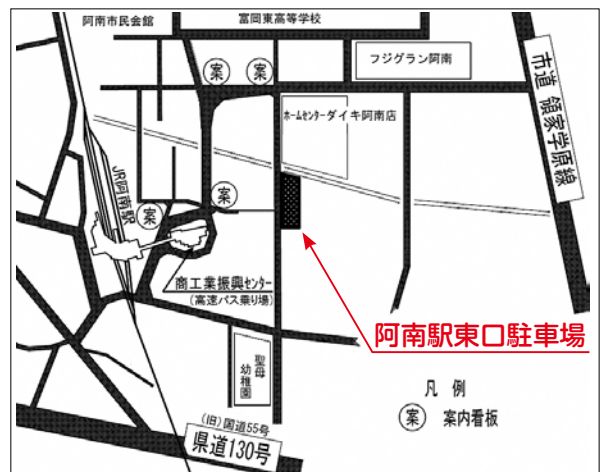 阿南市民会館
富岡東高等学校
フジグラン阿南
市道 領家学原線
案
案
ホームセンターダイキ阿南店
JR阿南駅
案
案
商工業振興センター
(高速バス乗り場)
阿南駅東口駐車場
聖母
幼稚園
凡 例
案 案内看板
(旧)国道55号
県道130号